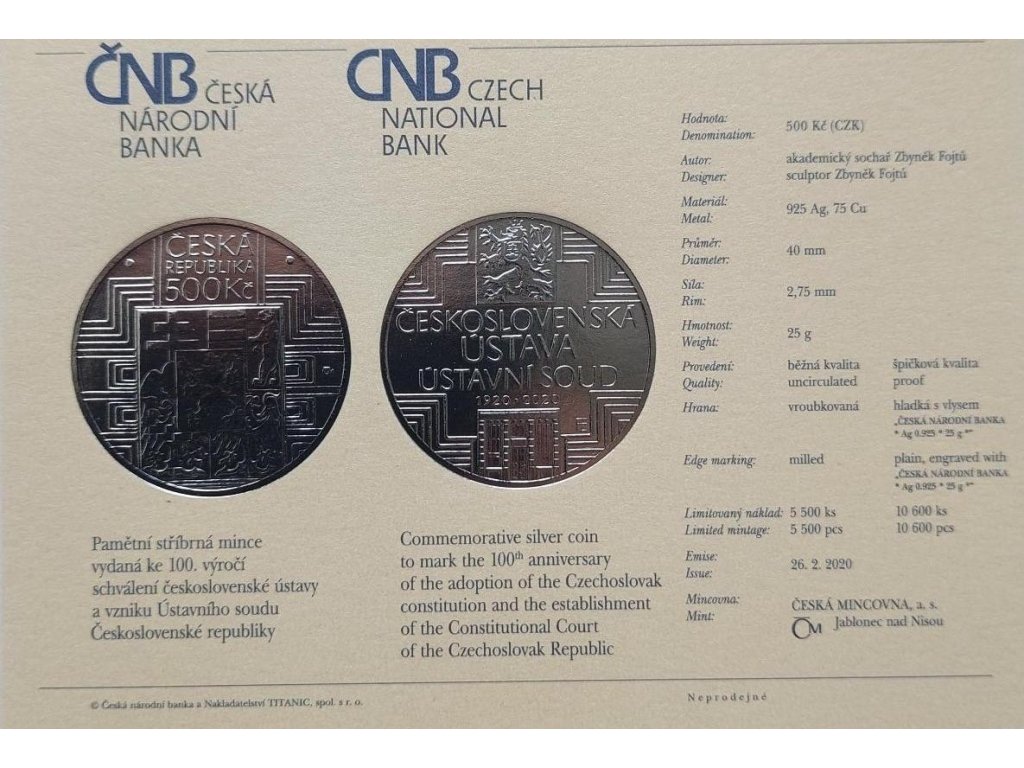 ČNB ČESKÁ
NÁRODNÍ
BANKA
CNB CZECH
NATIONAL
BANK
ČESKÁ
REPUBLIKA
500 Kč
ČESKOSLOVENSKÁ
ÚSTAVA
ÚSTAVNÍ SOUD
1920 · 2020
Pamětní stříbrná mince
vydaná ke 100. výročí
schválení československé ústavy
a vzniku Ústavního soudu
Československé republiky
Commemorative silver coin
to mark the 100th anniversary
of the adoption of the Czechoslovak
constitution and the establishment
of the Constitutional Court
of the Czechoslovak Republic
Hodnota:
Denomination: 500 Kč (CZK)
Autor: akademický sochař Zbyněk Fojtů
Designer: sculptor Zbyněk Fojtů
Materiál:
Metal: 925 Ag, 75 Cu
Průměr:
Diameter: 40 mm
Síla:
Rim: 2,75 mm
Hmotnost:
Weight: 25 g
Provedení: běžná kvalita špičková kvalita
Quality: uncirculated proof
Hrana: vroubkovaná hladká s vlysem
„ČESKÁ NÁRODNÍ BANKA
* Ag 0.925 * 25 g *“
Edge marking: milled plain, engraved with
„ČESKÁ NÁRODNÍ BANKA
* Ag 0.925 * 25 g *“
Limitovaný náklad: 5 500 ks 10 600 ks
Limited mintage: 5 500 pcs 10 600 pcs
Emise:
Issue: 26. 2. 2020
Mincovna: ČESKÁ MINCOVNA, a. s.
Mint: ČM Jablonec nad Nisou
© Česká národní banka a Nakladatelství TITANIC, spol. s r. o.
Neprodejné